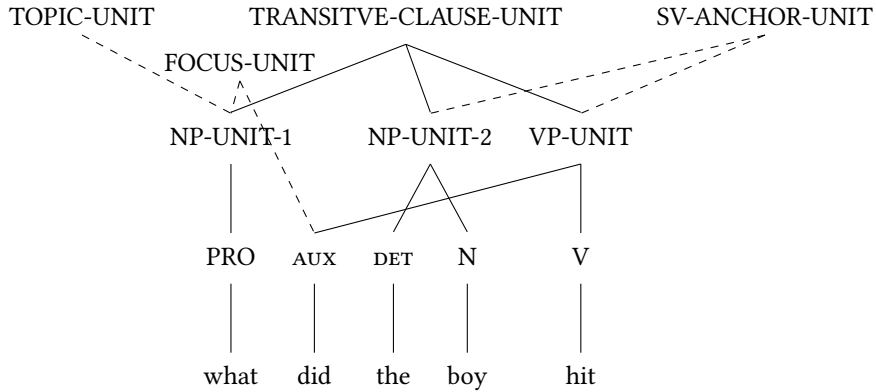 TOPIC-UNIT TRANSITVE-CLAUSE-UNIT SV-ANCHOR-UNIT
FOCUS-UNIT
NP-UNIT-1 NP-UNIT-2 VP-UNIT
PRO AUX DET N V
what did the boy hit